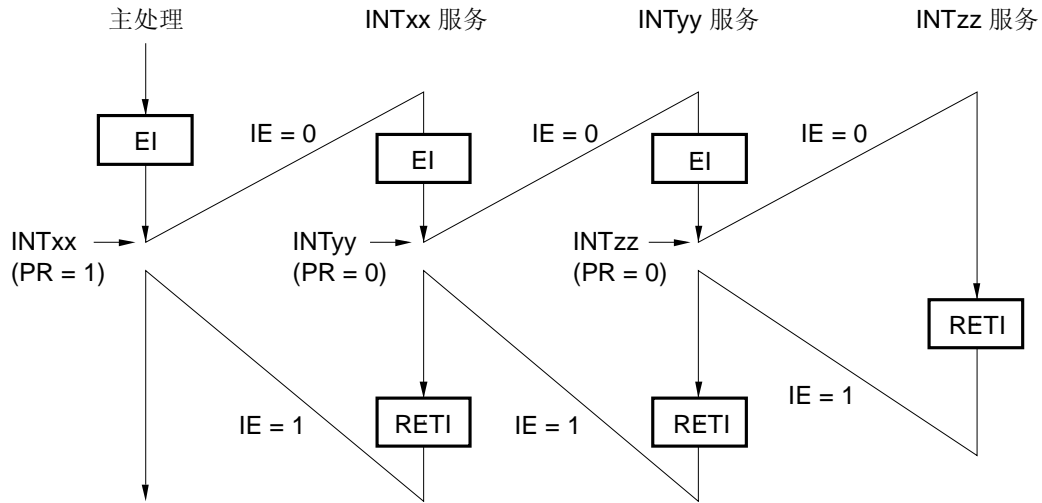 主处理
INTxx 服务
INTyy 服务
INTzz 服务
EI
IE = 0
EI
IE = 0
EI
IE = 0
INTxx
(PR = 1)
INTyy
(PR = 0)
INTzz
(PR = 0)
RETI
IE = 1
RETI
IE = 1
RETI
IE = 1